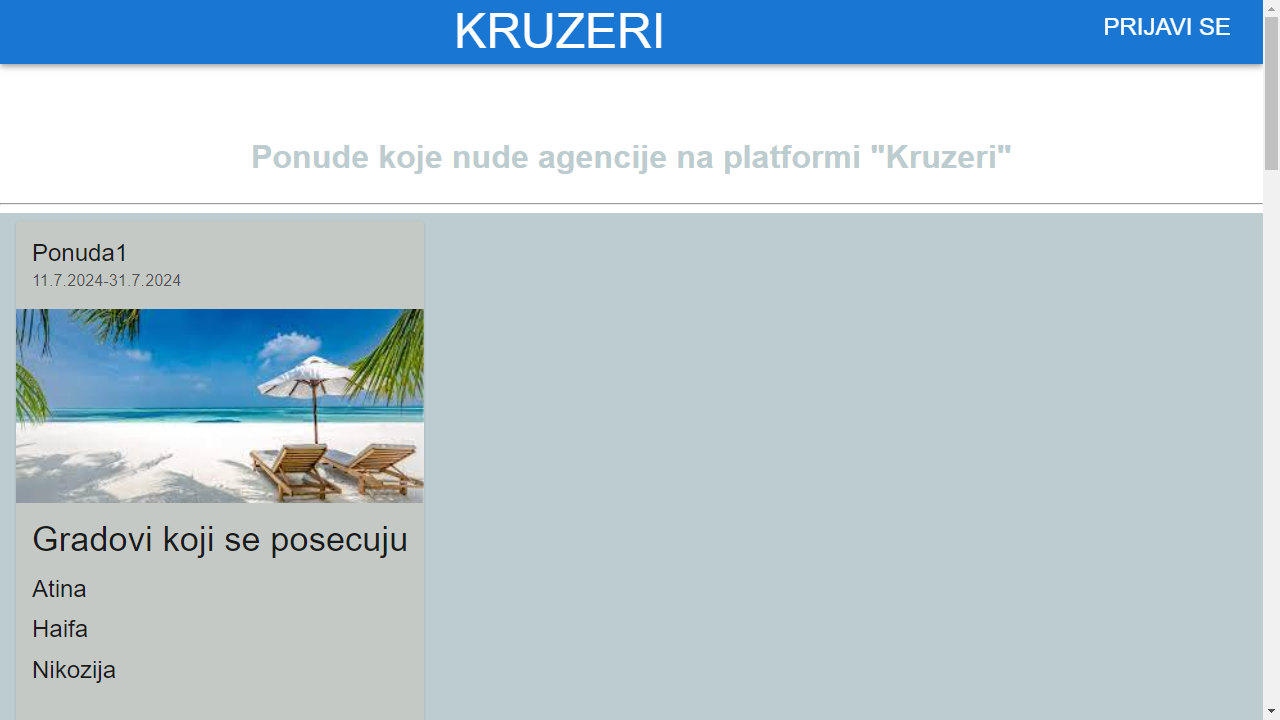 KRUZERI
PRIJAVI SE
Ponude koje nude agencije na platformi "Kruzeri"
Ponuda1
11.7.2024-31.7.2024
Gradovi koji se posecuju
Atina
Haifa
Nikozija